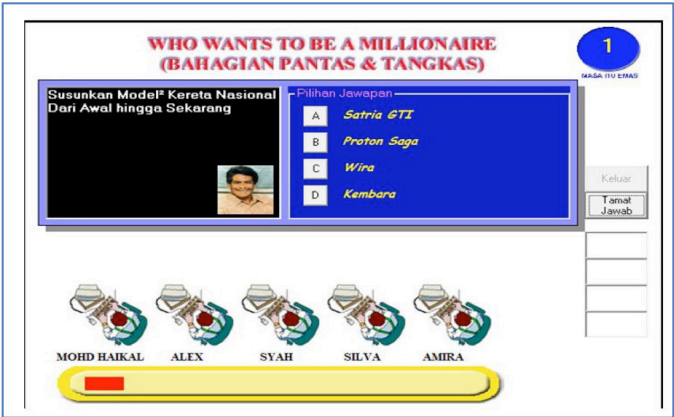 WHO WANTS TO BE A MILLIONAIRE
(BAHAGIAN PANTAS & TANGKAS)
1
MASA ITU EMAS
Susunkan Model² Kereta Nasional
Dari Awal hingga Sekarang
Pilihan Jawapan
A Satria GTI
B Proton Saga
C Wira
D Kembara
Keluar
Tamat
Jawab
MOHD HAIKAL ALEX SYAH SILVA AMIRA